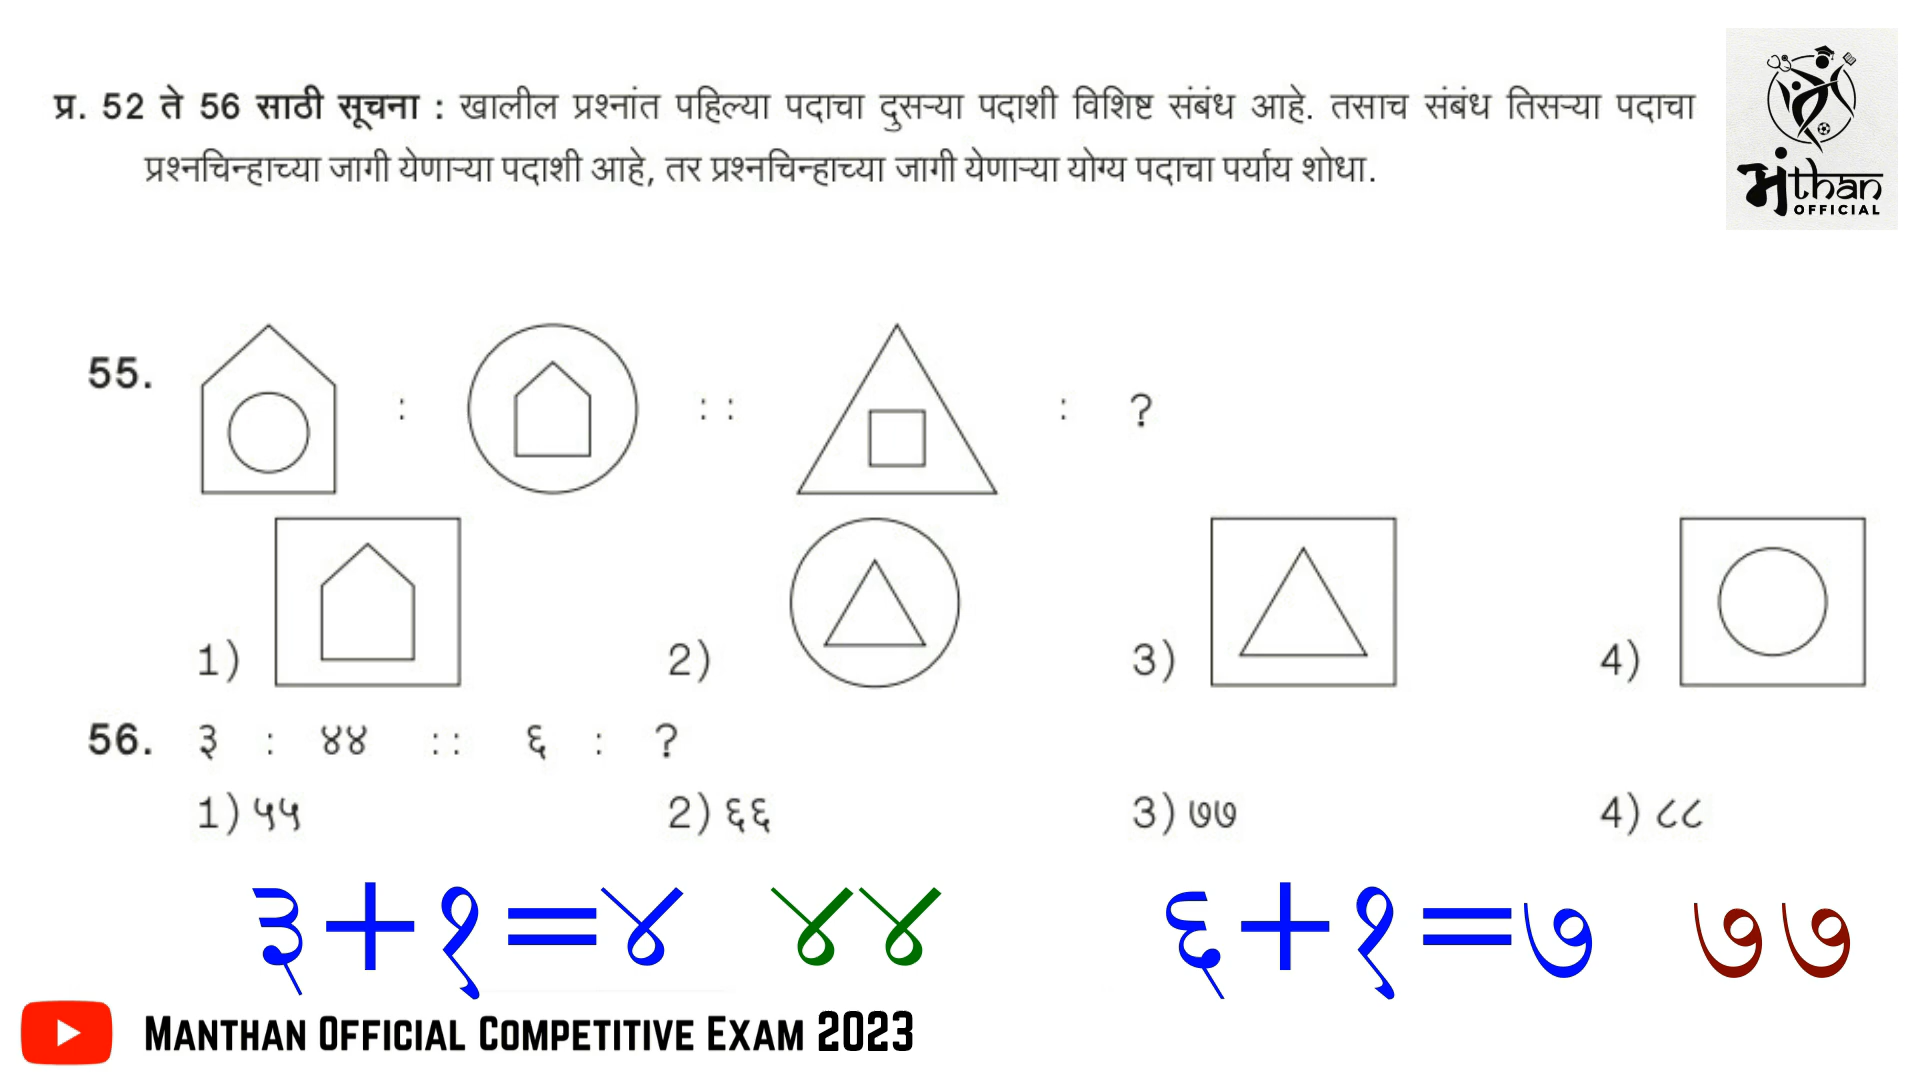 प्र. 52 ते 56 साठी सूचना : खालील प्रश्नांत पहिल्या पदाचा दुसऱ्या पदाशी विशिष्ट संबंध आहे. तसाच संबंध तिसऱ्या पदाचा
प्रश्नचिन्हाच्या जागी येणाऱ्या पदाशी आहे, तर प्रश्नचिन्हाच्या जागी येणाऱ्या योग्य पदाचा पर्याय शोधा.
मंthan
OFFICIAL
55. : : : : ?
1) 2) 3) 4)
56. ३ : ४४ : : ६ : ?
1) ५५ 2) ६६ 3) ७७ 4) ८८
३+१=४ ४४ ६+१=७ ७७
MANTHAN OFFICIAL COMPETITIVE EXAM 2023